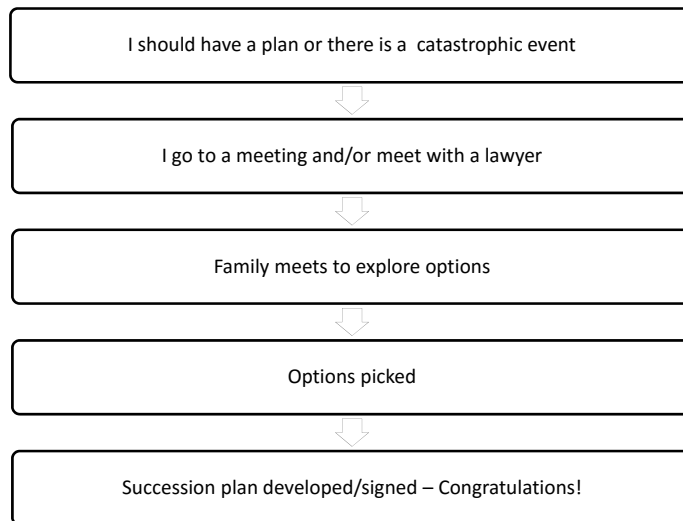 I should have a plan or there is a catastrophic event
I go to a meeting and/or meet with a lawyer
Family meets to explore options
Options picked
Succession plan developed/signed – Congratulations!